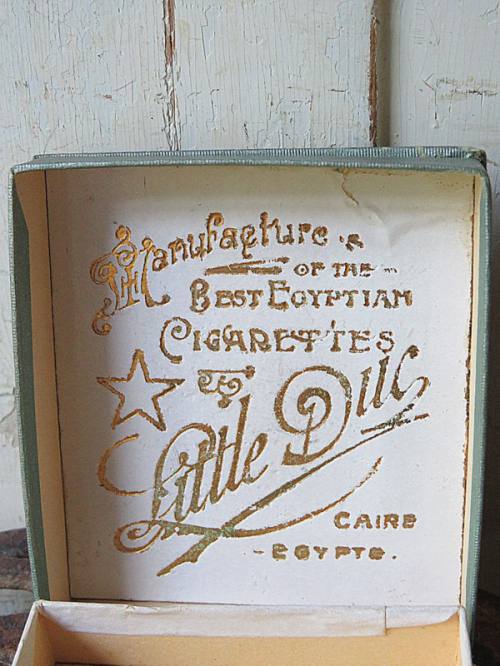 Manufacture
OF THE
BEST EGYPTIAN
CIGARETTES
Little Duc
CAIRE
- EGYPTE.